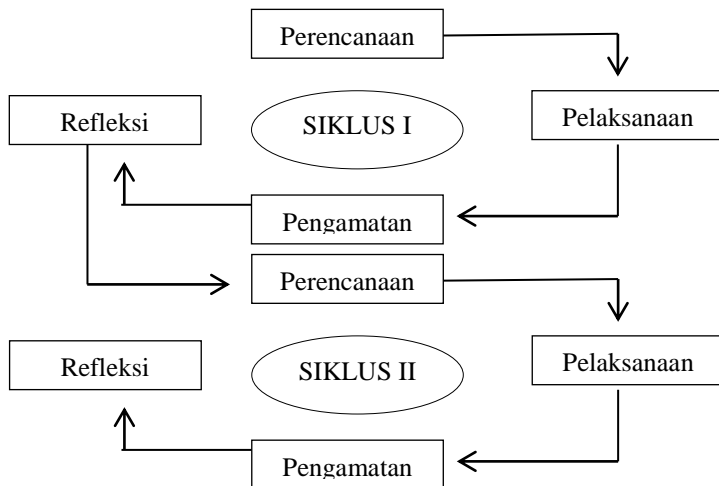 Perencanaan
Refleksi
SIKLUS I
Pelaksanaan
Pengamatan
Perencanaan
Refleksi
SIKLUS II
Pelaksanaan
Pengamatan